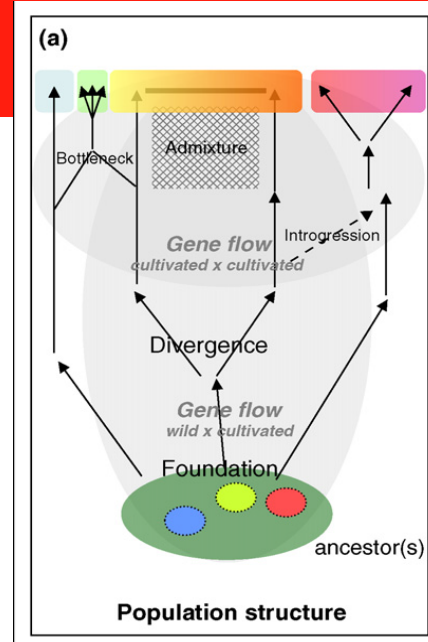 (a)
Bottleneck
Admixture
Gene flow
cultivated x cultivated
Introgression
Divergence
Gene flow
wild x cultivated
Foundation
ancestor(s)
Population structure